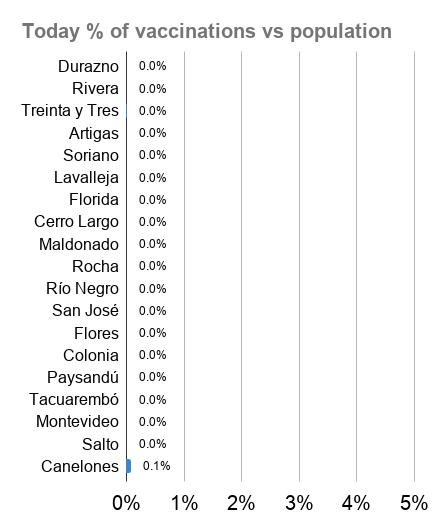 Today % of vaccinations vs population
Durazno 0.0%
Rivera 0.0%
Treinta y Tres 0.0%
Artigas 0.0%
Soriano 0.0%
Lavalleja 0.0%
Florida 0.0%
Cerro Largo 0.0%
Maldonado 0.0%
Rocha 0.0%
Río Negro 0.0%
San José 0.0%
Flores 0.0%
Colonia 0.0%
Paysandú 0.0%
Tacuarembó 0.0%
Montevideo 0.0%
Salto 0.0%
Canelones 0.1%
0% 1% 2% 3% 4% 5%